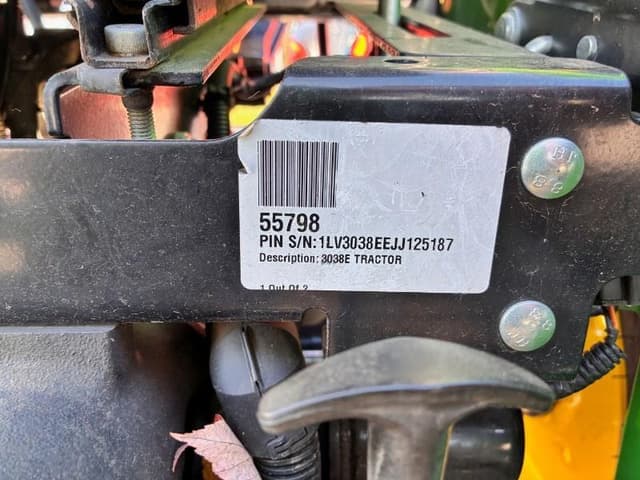 55798
PIN S/N:1LV3038EEJJ125187
Description: 3038E TRACTOR
1 Out Of 2